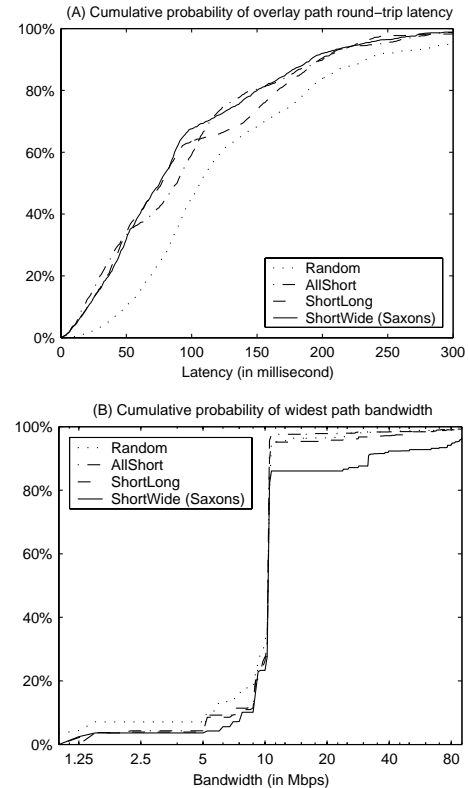 (A) Cumulative probability of overlay path round−trip latency
100%
80%
60%
40%
20%
0%
Random
AllShort
ShortLong
ShortWide (Saxons)
0 50 100 150 200 250 300
Latency (in millisecond)
(B) Cumulative probability of widest path bandwidth
100%
80%
60%
40%
20%
0%
Random
AllShort
ShortLong
ShortWide (Saxons)
1.25 2.5 5 10 20 40 80
Bandwidth (in Mbps)